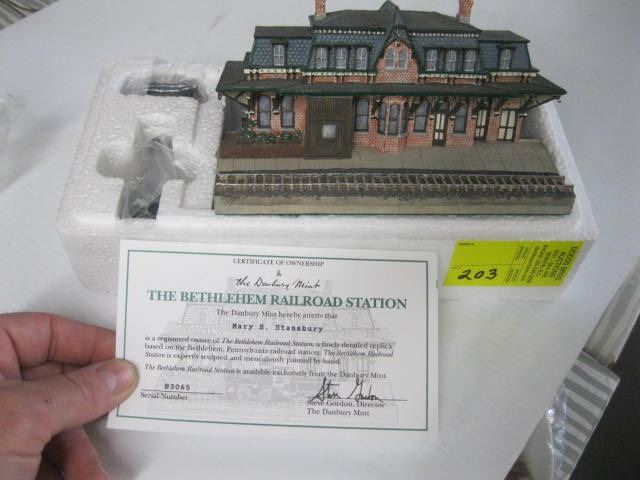 CERTIFICATE OF OWNERSHIP
The Danbury Mint
THE BETHLEHEM RAILROAD STATION
The Danbury Mint hereby attests that
Mary S. Stansbury
is a registered owner of The Bethlehem Railroad Station, a finely detailed replica
based on the Bethlehem, Pennsylvania railroad station. The Bethlehem Railroad
Station is expertly sculpted and meticulously painted by hand.
The Bethlehem Railroad Station is available exclusively from the Danbury Mint.
B3065
Serial Number
Steve Gordon, Director
The Danbury Mint
203